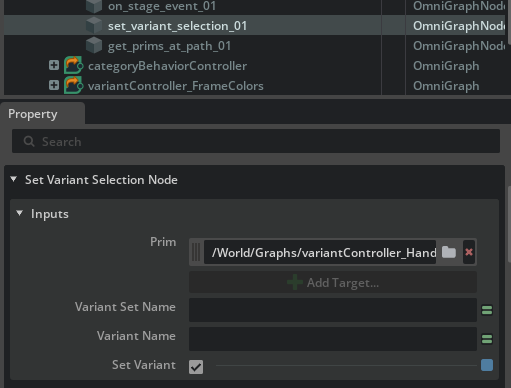 on_stage_event_01 OmniGraphNode
set_variant_selection_01 OmniGraphNode
get_prims_at_path_01 OmniGraphNode
categoryBehaviorController OmniGraph
variantController_FrameColors OmniGraph
Property
Search
Set Variant Selection Node
Inputs
Prim /World/Graphs/variantController_Hand
Add Target...
Variant Set Name
Variant Name
Set Variant